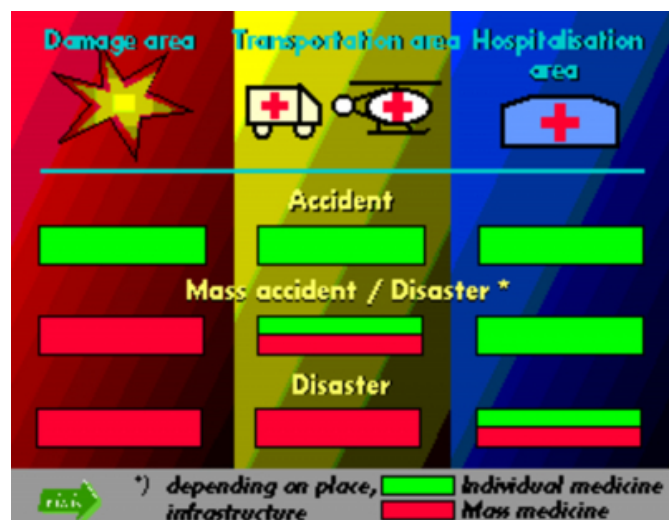 Damage area
Transportation area
Hospitalisation
area
Accident
Mass accident / Disaster *
Disaster
*) depending on place,
infrastructure
Individual medicine
Mass medicine